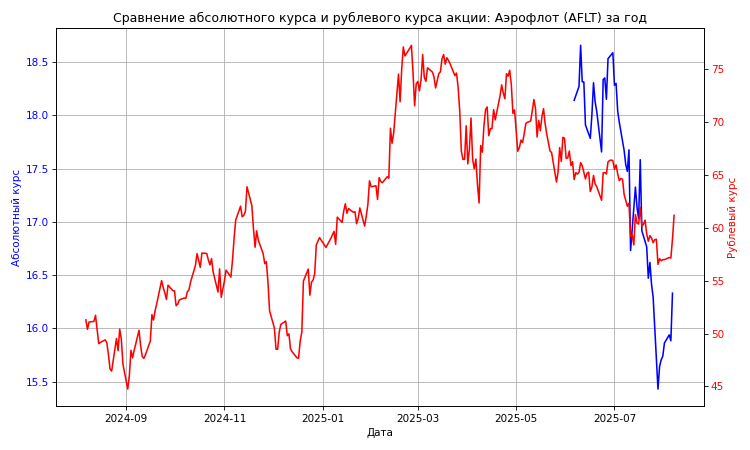 Сравнение абсолютного курса и рублевого курса акции: Аэрофлот (AFLT) за год
Абсолютный курс
18.5
18.0
17.5
17.0
16.5
16.0
15.5
75
70
65
60
55
50
45
Рублевый курс
2024-09 2024-11 2025-01 2025-03 2025-05 2025-07
Дата